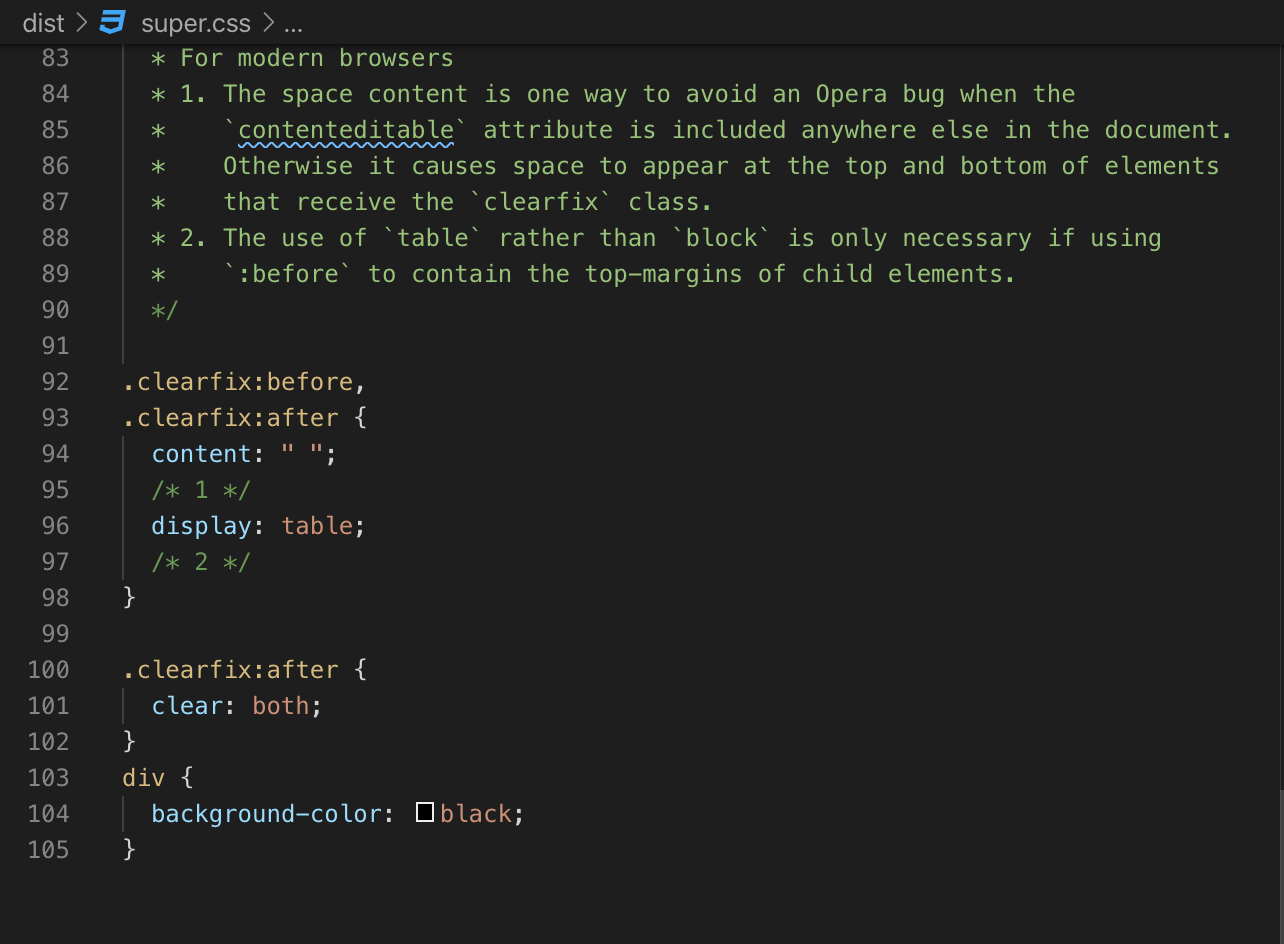 dist > super.css > ...
83 * For modern browsers
84 * 1. The space content is one way to avoid an Opera bug when the
85 *    `contenteditable` attribute is included anywhere else in the document.
86 *    Otherwise it causes space to appear at the top and bottom of elements
87 *    that receive the `clearfix` class.
88 * 2. The use of `table` rather than `block` is only necessary if using
89 *    `:before` to contain the top-margins of child elements.
90 */
91
92 .clearfix:before,
93 .clearfix:after {
94   content: " ";
95   /* 1 */
96   display: table;
97   /* 2 */
98 }
99
100 .clearfix:after {
101   clear: both;
102 }
103 div {
104   background-color: black;
105 }